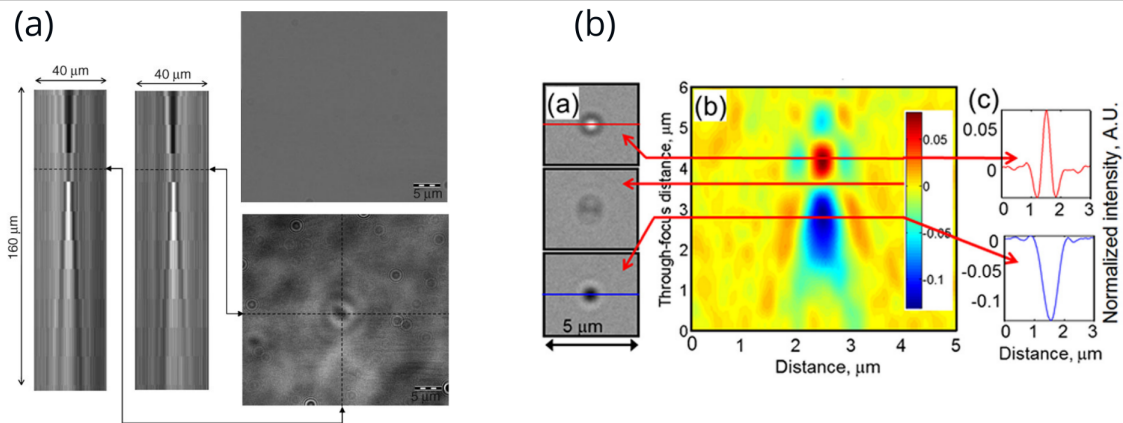 (a)
40 μm
40 μm
160 μm
5 μm
5 μm
(b)
(a)
5 μm
(b)
Through-focus distance, μm
6
5
4
3
2
1
0
0
1
2
3
4
5
Distance, μm
0.05
0
-0.05
-0.1
(c)
0.05
0
0 1 2 3
0
-0.05
-0.1
0 1 2 3
Distance, μm
Normalized intensity, A.U.